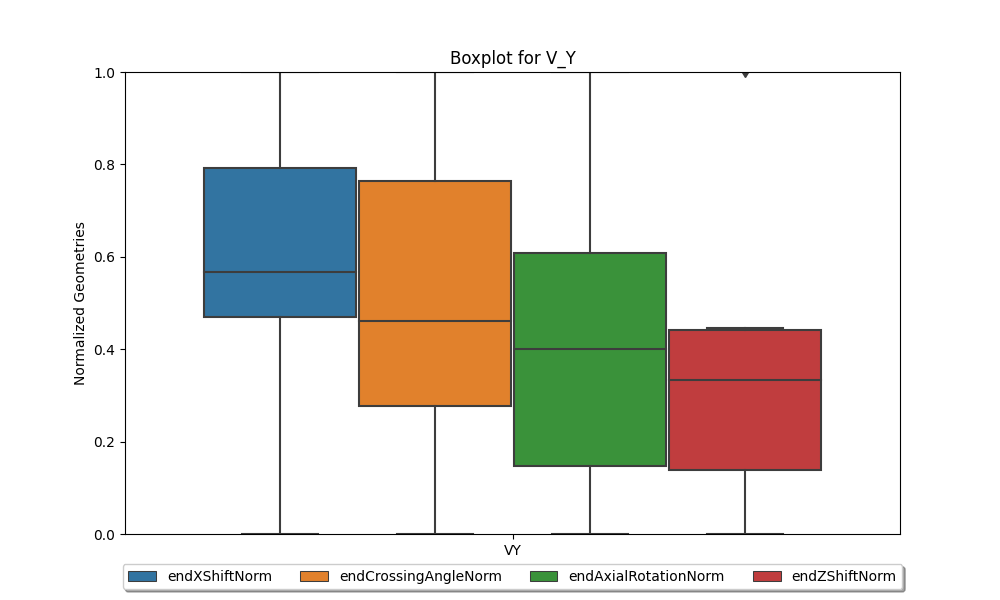 Boxplot for V_Y
Normalized Geometries
1.0
0.8
0.6
0.4
0.2
0.0
VY
endXShiftNorm endCrossingAngleNorm endAxialRotationNorm endZShiftNorm